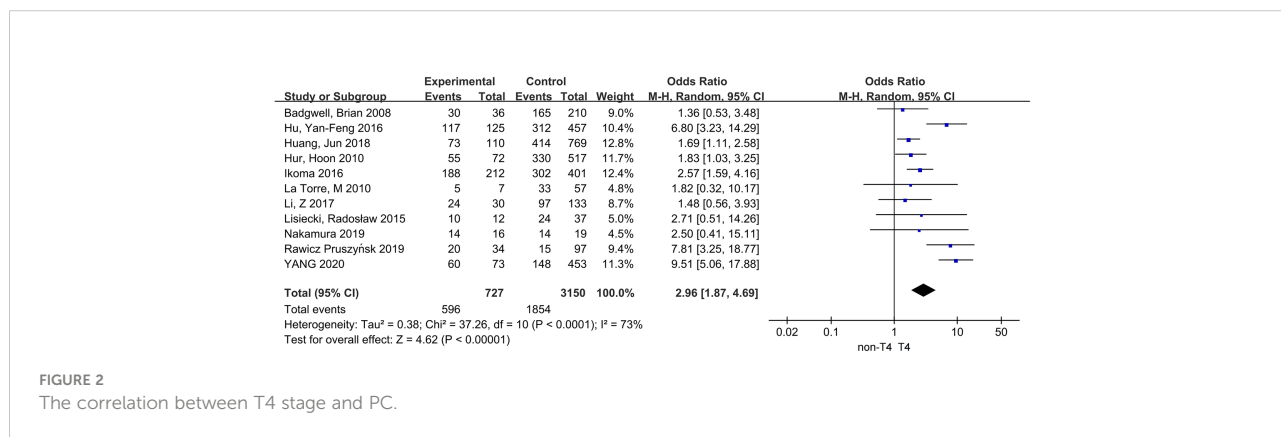 Experimental Control Odds Ratio Odds Ratio
Study or Subgroup Events Total Events Total Weight M-H, Random, 95% CI M-H, Random, 95% CI
Badgwell, Brian 2008 30 36 165 210 9.0% 1.36 [0.53, 3.48]
Hu, Yan-Feng 2016 117 125 312 457 10.4% 6.80 [3.23, 14.29]
Huang, Jun 2018 73 110 414 769 12.8% 1.69 [1.11, 2.58]
Hur, Hoon 2010 55 72 330 517 11.7% 1.83 [1.03, 3.25]
Ikoma 2016 188 212 302 401 12.4% 2.57 [1.59, 4.16]
La Torre, M 2010 5 7 33 57 4.8% 1.82 [0.32, 10.17]
Li, Z 2017 24 30 97 133 8.7% 1.48 [0.56, 3.93]
Lisiecki, Radosław 2015 10 12 24 37 5.0% 2.71 [0.51, 14.26]
Nakamura 2019 14 16 14 19 4.5% 2.50 [0.41, 15.11]
Rawicz Pruszyńsk 2019 20 34 15 97 9.4% 7.81 [3.25, 18.77]
YANG 2020 60 73 148 453 11.3% 9.51 [5.06, 17.88]
Total (95% CI) 727 3150 100.0% 2.96 [1.87, 4.69]
Total events 596 1854
Heterogeneity: Tau² = 0.38; Chi² = 37.26, df = 10 (P < 0.0001); I² = 73%
Test for overall effect: Z = 4.62 (P < 0.00001)
0.02 0.1 1 10 50
non-T4 T4
FIGURE 2
The correlation between T4 stage and PC.